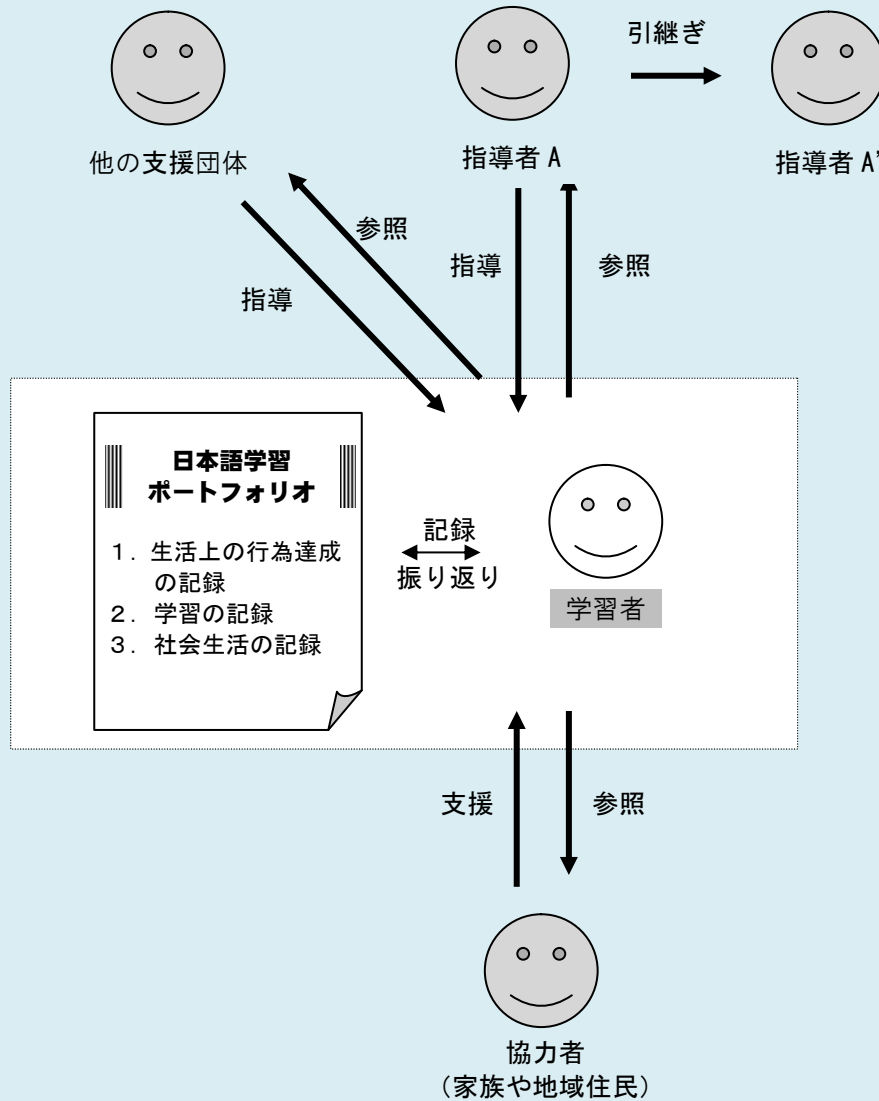 引継ぎ
他の支援団体
指導者 A
指導者 A'
参照
指導
指導
参照
日本語学習
ポートフォリオ
１．生活上の行為達成
の記録
２．学習の記録
３．社会生活の記録
記録
振り返り
学習者
支援
参照
協力者
（家族や地域住民）